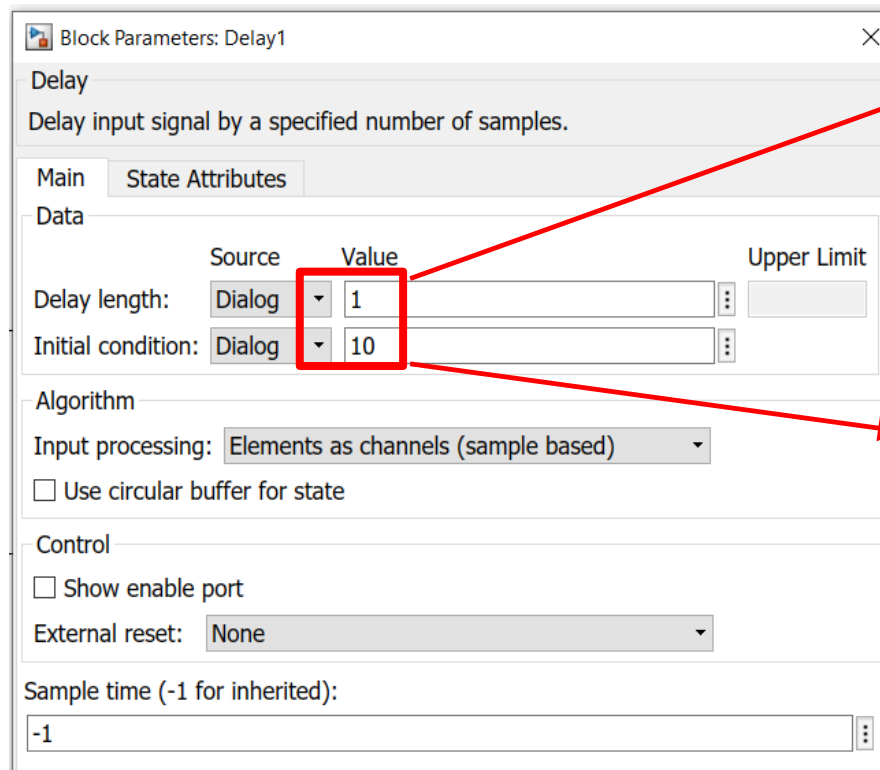 Block Parameters: Delay1
Delay
Delay input signal by a specified number of samples.
Main State Attributes
Data
Source Value Upper Limit
Delay length: Dialog 1
Initial condition: Dialog 10
Algorithm
Input processing: Elements as channels (sample based)
Use circular buffer for state
Control
Show enable port
External reset: None
Sample time (-1 for inherited):
-1